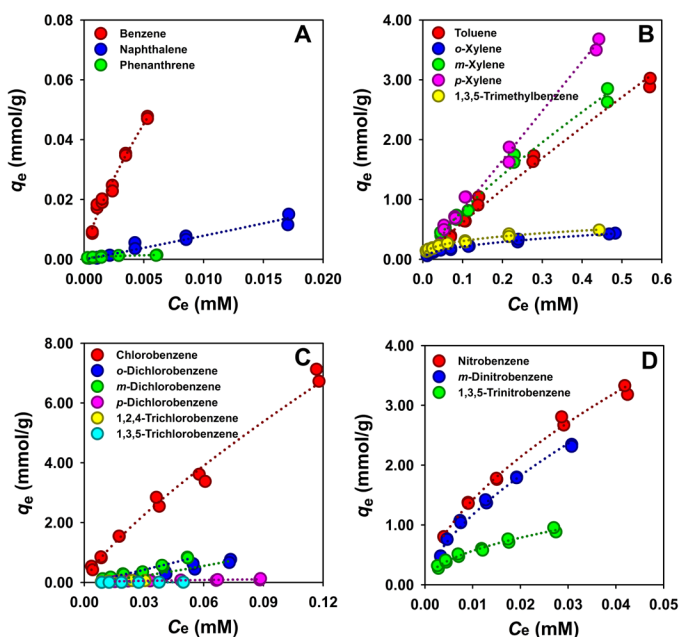 A
Benzene
Naphthalene
Phenanthrene
qe (mmol/g)
0.08
0.06
0.04
0.02
0.00
0.000 0.005 0.010 0.015 0.020
Ce (mM)
B
Toluene
o-Xylene
m-Xylene
p-Xylene
1,3,5-Trimethylbenzene
qe (mmol/g)
4.00
3.00
2.00
1.00
0.00
0.0 0.1 0.2 0.3 0.4 0.5 0.6
Ce (mM)
C
Chlorobenzene
o-Dichlorobenzene
m-Dichlorobenzene
p-Dichlorobenzene
1,2,4-Trichlorobenzene
1,3,5-Trichlorobenzene
qe (mmol/g)
8.00
6.00
4.00
2.00
0.00
0.00 0.03 0.06 0.09 0.12
Ce (mM)
D
Nitrobenzene
m-Dinitrobenzene
1,3,5-Trinitrobenzene
qe (mmol/g)
4.00
3.00
2.00
1.00
0.00
0.00 0.01 0.02 0.03 0.04 0.05
Ce (mM)